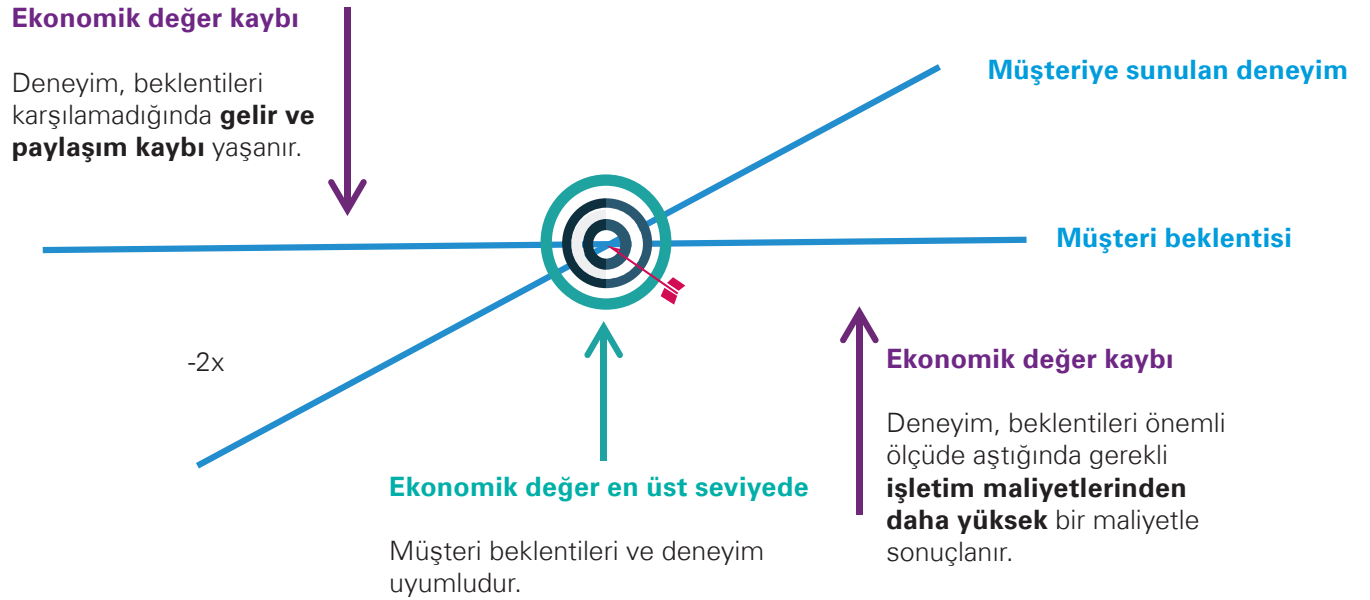 Ekonomik değer kaybı
Deneyim, beklentileri
karşılamadığında gelir ve
paylaşım kaybı yaşanır.
Müşteriye sunulan deneyim
Müşteri beklentisi
-2x
Ekonomik değer en üst seviyede
Müşteri beklentileri ve deneyim
uyumludur.
Ekonomik değer kaybı
Deneyim, beklentileri önemli
ölçüde aştığında gerekli
işletim maliyetlerinden
daha yüksek bir maliyetle
sonuçlanır.